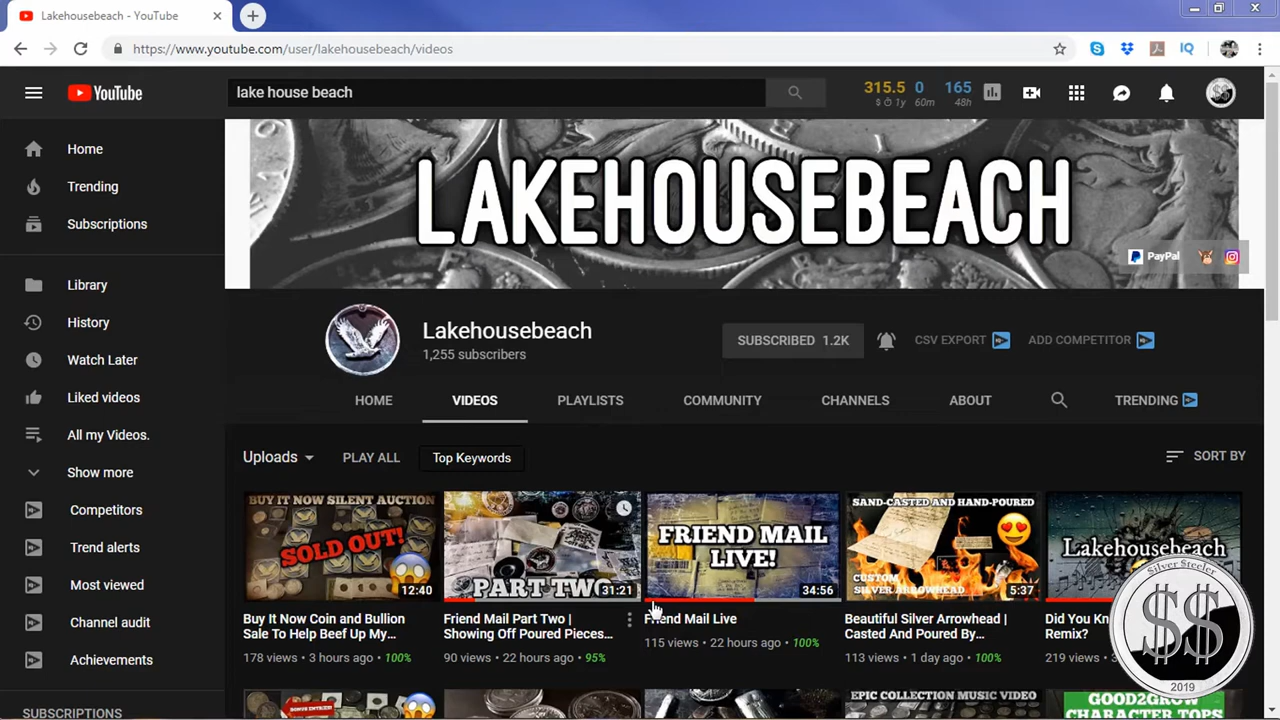 Lakehousebeach - YouTube
https://www.youtube.com/user/lakehousebeach/videos
YouTube
lake house beach
315.5 0 165
$ 1y 60m 48h
Home
Trending
Subscriptions
Library
History
Watch Later
Liked videos
All my Videos.
Show more
Competitors
Trend alerts
Most viewed
Channel audit
Achievements
SUBSCRIPTIONS
LAKEHOUSEBEACH
PayPal
Lakehousebeach
1,255 subscribers
SUBSCRIBED 1.2K
CSV EXPORT
ADD COMPETITOR
HOME
VIDEOS
PLAYLISTS
COMMUNITY
CHANNELS
ABOUT
TRENDING
Uploads
PLAY ALL
Top Keywords
SORT BY
BUY IT NOW SILENT AUCTION
SOLD OUT!
12:40
Buy It Now Coin and Bullion
Sale To Help Beef Up My...
178 views • 3 hours ago • 100%
PART TWO
31:21
Friend Mail Part Two |
Showing Off Poured Pieces...
90 views • 22 hours ago • 95%
FRIEND MAIL
LIVE!
34:56
Friend Mail Live
115 views • 22 hours ago • 100%
SAND-CASTED AND HAND-POURED
CUSTOM
SILVER ARROWHEAD
5:37
Beautiful Silver Arrowhead |
Casted And Poured By...
113 views • 1 day ago • 100%
Lakehousebeach
Did You Kn
Remix?
219 views •
Silver $teeler
$$
2019
BONUS ENTRIES!
EPIC COLLECTION MUSIC VIDEO
GOOD2GROW
CHARACTER TOPS